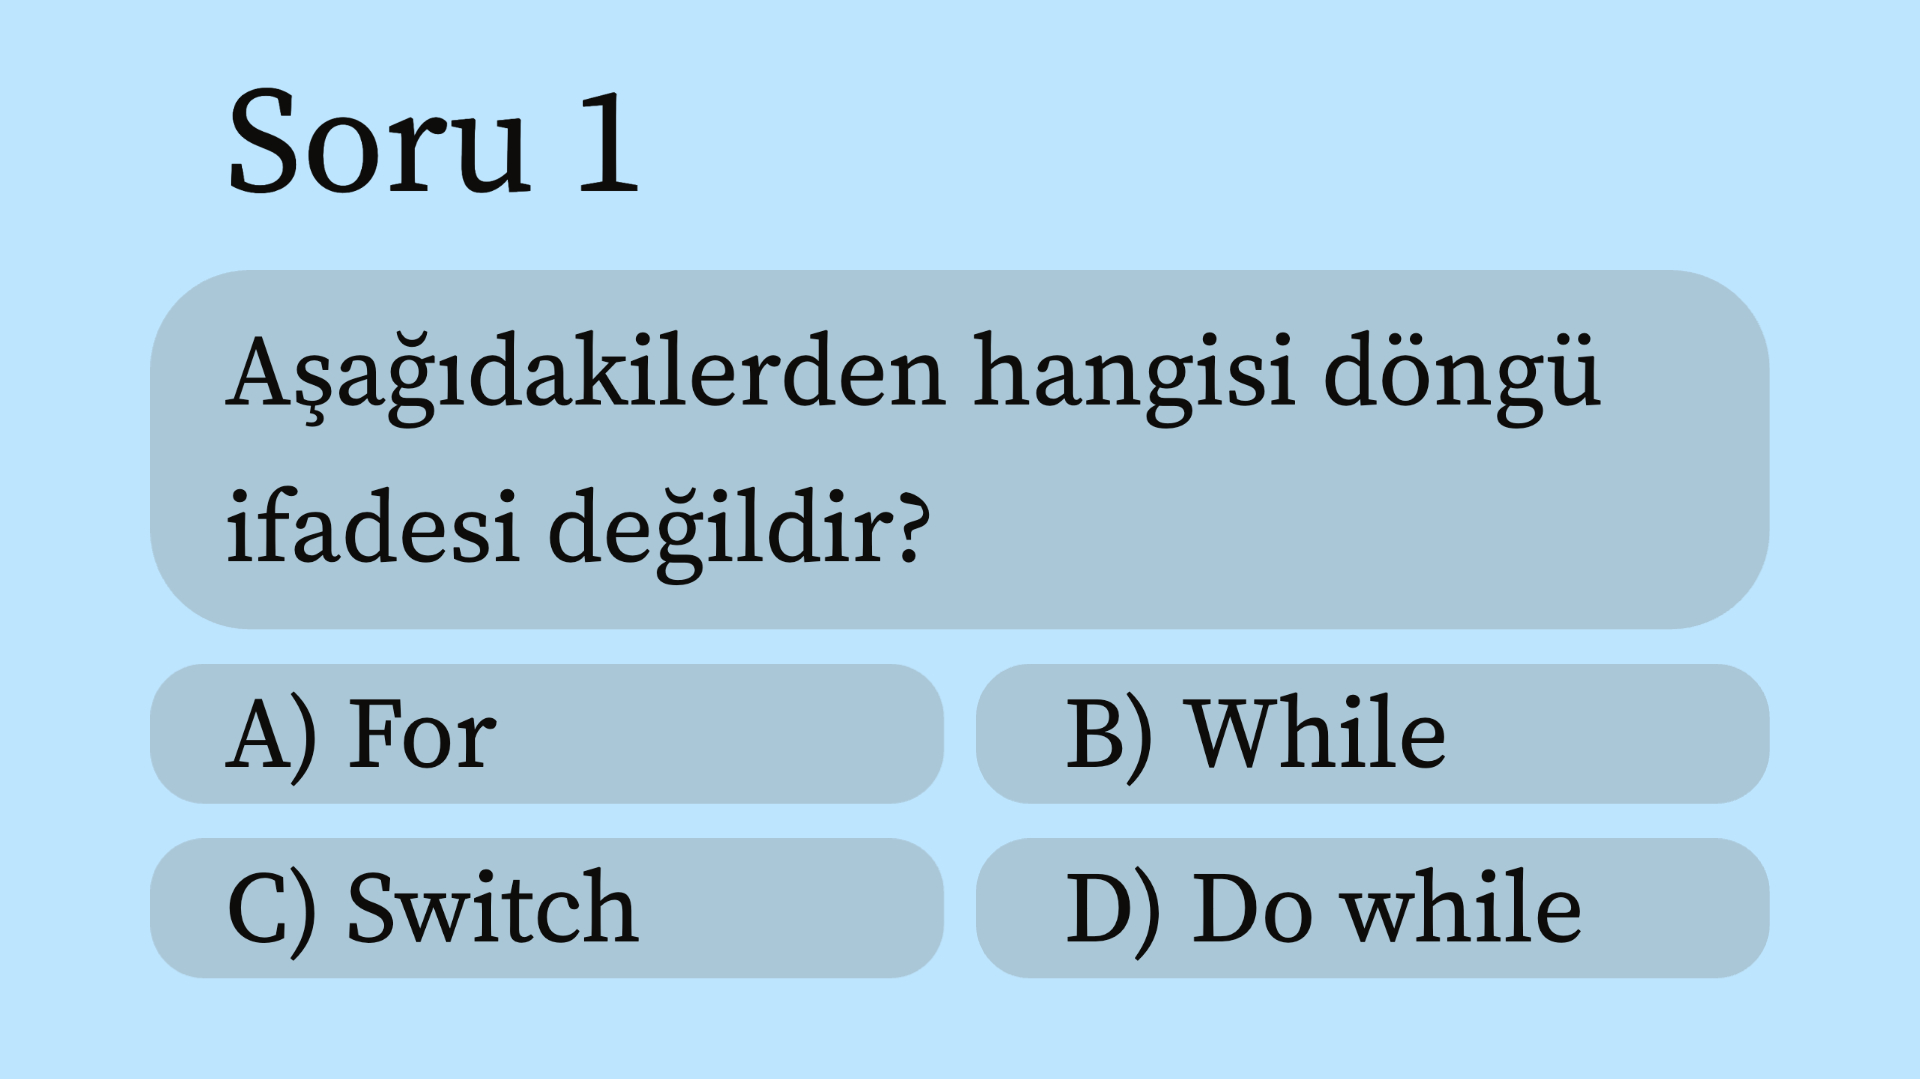 Soru 1
Aşağıdakilerden hangisi döngü
ifadesi değildir?
A) For
B) While
C) Switch
D) Do while